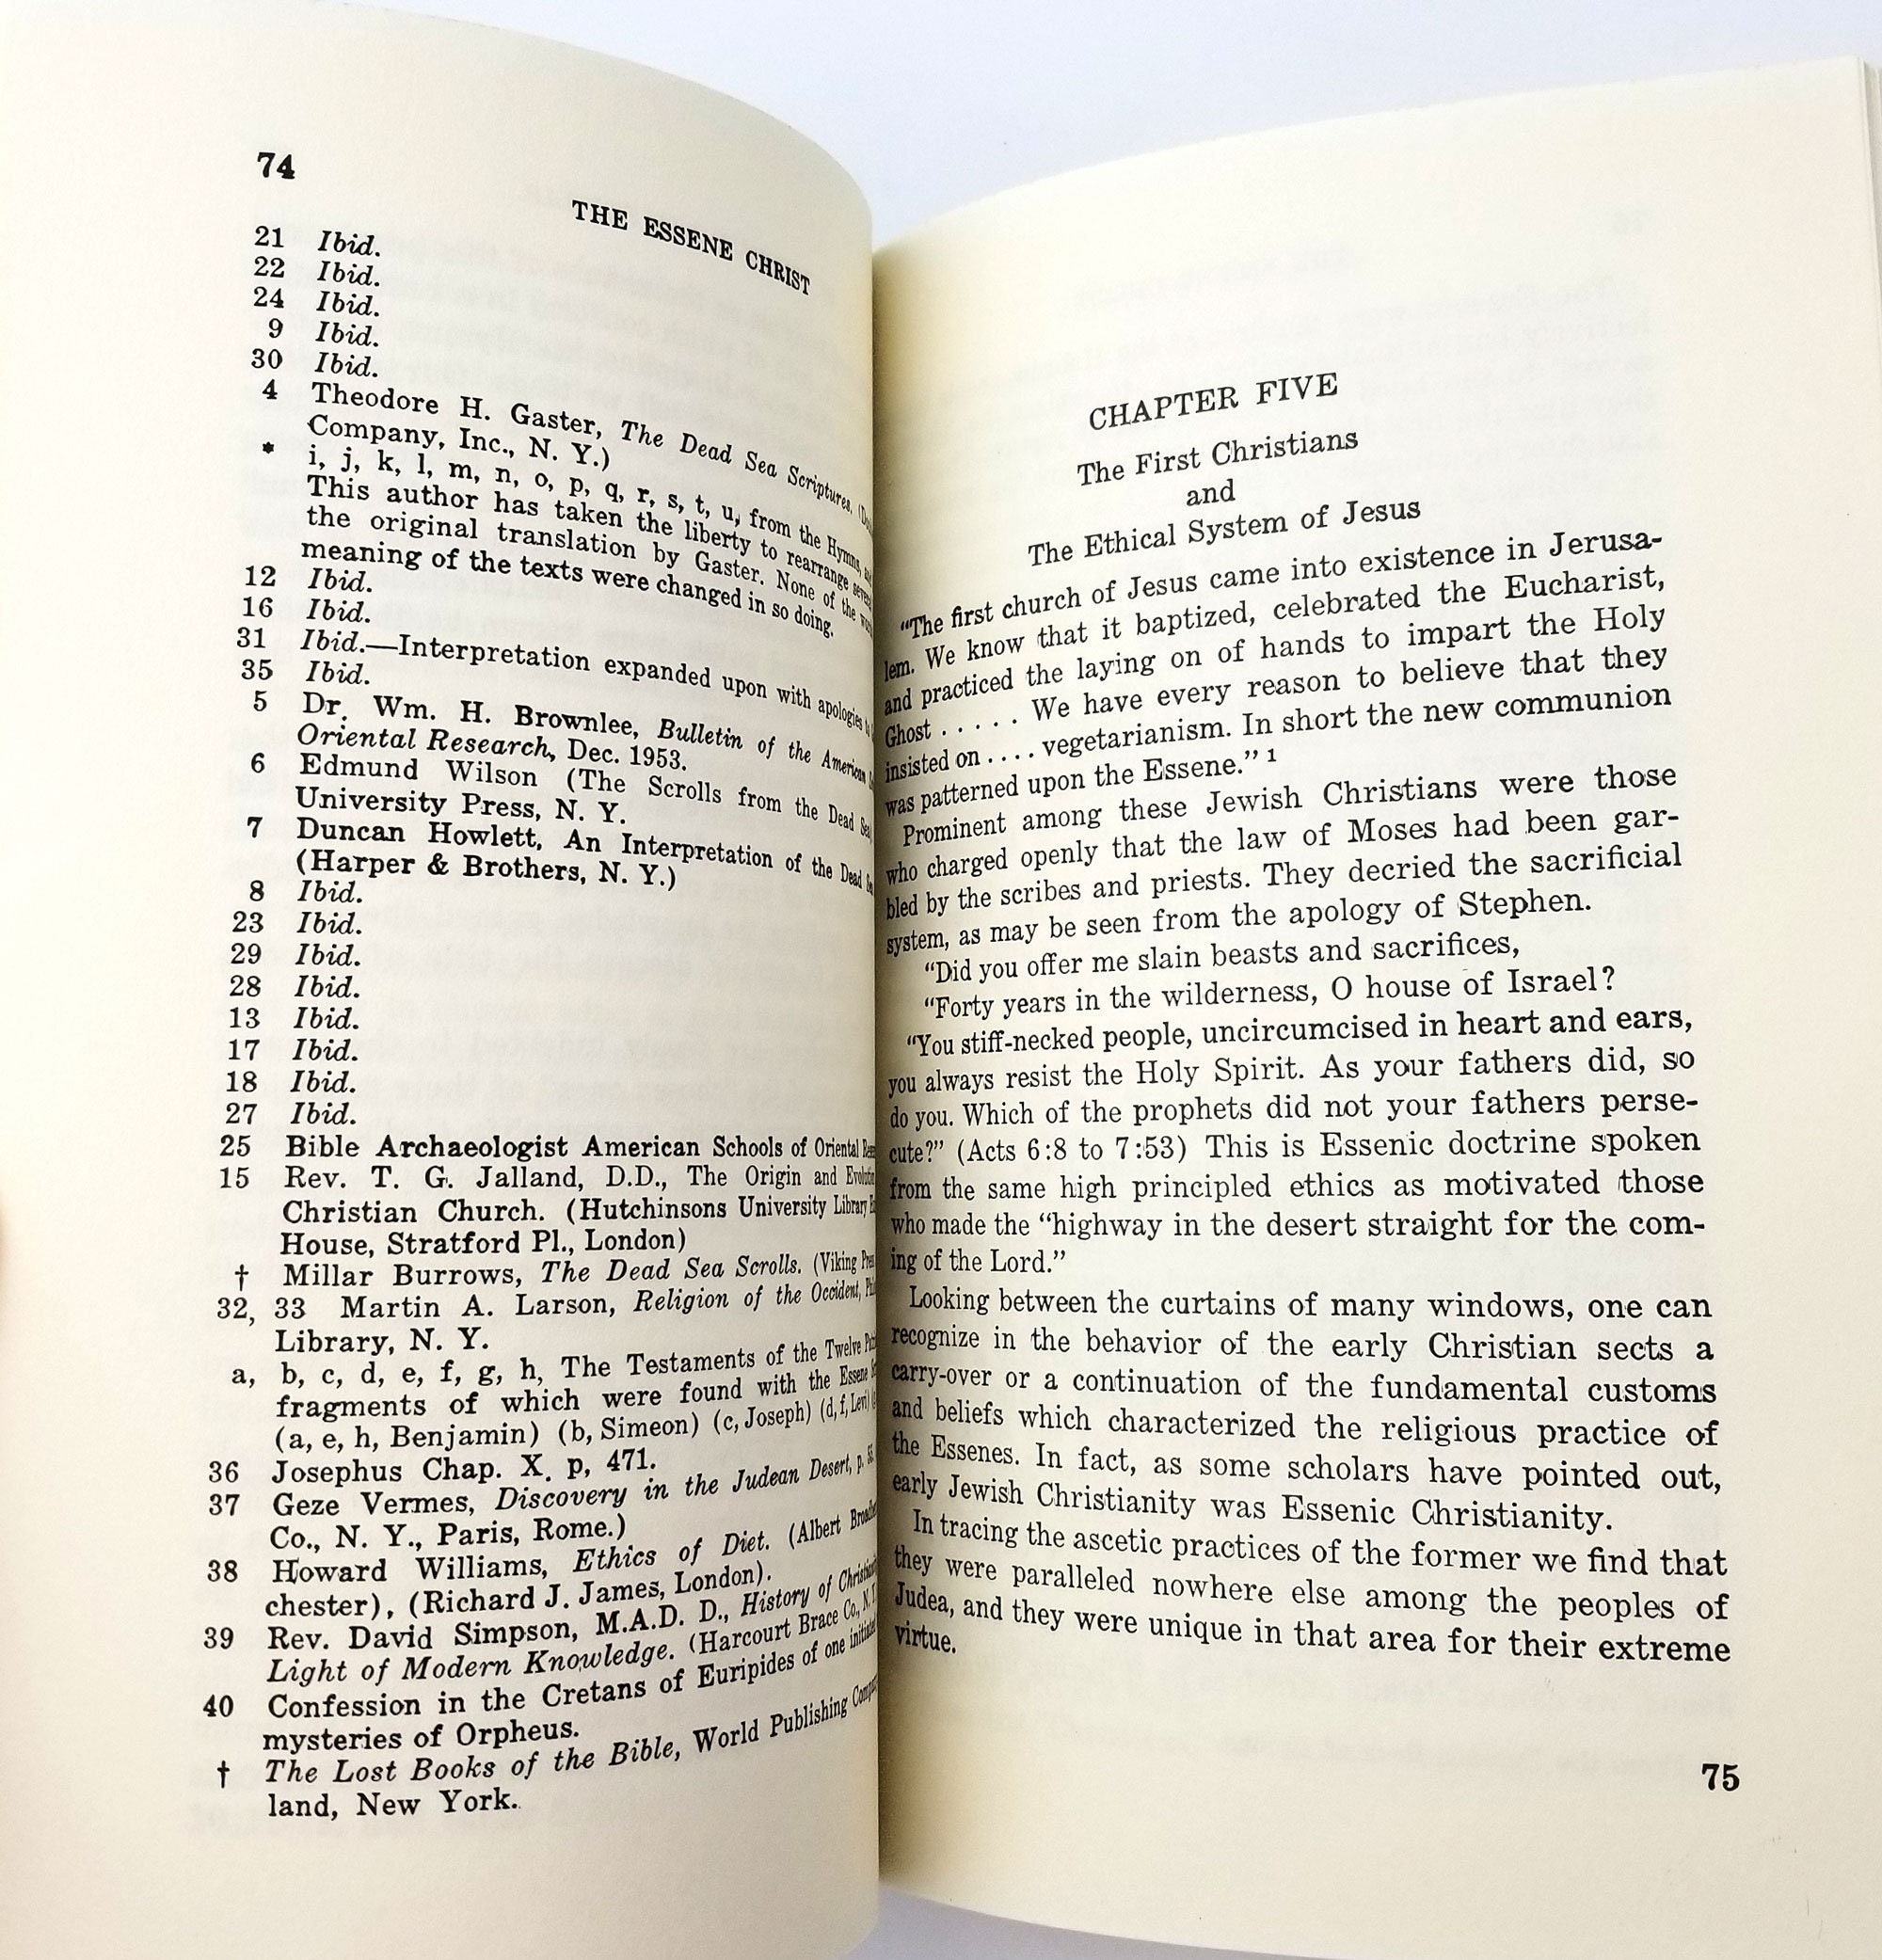 74
THE ESSENE CHRIST
21 Ibid.
22 Ibid.
24 Ibid.
9 Ibid.
30 Ibid.
4 Theodore H. Gaster, The Dead Sea Scriptures.
Company, Inc., N. Y.)
* i, j, k, l, m, n, o, p, q, r, s, t, u, from the Hymns,
This author has taken the liberty to rearrange
the original translation by Gaster. None of the
meaning of the texts were changed in so doing.
12 Ibid.
16 Ibid.
31 Ibid.—Interpretation expanded upon with apologies
35 Ibid.
5 Dr. Wm. H. Brownlee, Bulletin of the American
Oriental Research, Dec. 1953.
6 Edmund Wilson (The Scrolls from the Dead Sea)
University Press, N. Y.
7 Duncan Howlett, An Interpretation of the Dead
(Harper & Brothers, N. Y.)
8 Ibid.
23 Ibid.
29 Ibid.
28 Ibid.
13 Ibid.
17 Ibid.
18 Ibid.
27 Ibid.
25 Bible Archaeologist American Schools of Oriental
15 Rev. T. G. Jalland, D.D., The Origin and
Christian Church. (Hutchinsons University Library
House, Stratford Pl., London)
† Millar Burrows, The Dead Sea Scrolls. (Viking
32, 33 Martin A. Larson, Religion of the Occident,
Library, N. Y.
a, b, c, d, e, f, g, h, The Testaments of the Twelve
fragments of which were found with the Essene
(a, e, h, Benjamin) (b, Simeon) (c, Joseph) (d, f, Levi)
36 Josephus Chap. X. p, 471.
37 Geze Vermes, Discovery in the Judean Desert, p.
Co., N. Y., Paris, Rome.)
38 Howard Williams, Ethics of Diet. (Albert
chester), (Richard J. James, London).
39 Rev. David Simpson, M.A.D. D., History of
Light of Modern Knowledge. (Harcourt Brace Co., N. Y.
40 Confession in the Cretans of Euripides of one
mysteries of Orpheus.
† The Lost Books of the Bible, World Publishing
land, New York.
CHAPTER FIVE
The First Christians
and
The Ethical System of Jesus
“The first church of Jesus came into existence in Jerusa-
lem. We know that it baptized, celebrated the Eucharist,
and practiced the laying on of hands to impart the Holy
Ghost . . . . . We have every reason to believe that they
insisted on . . . . vegetarianism. In short the new communion
was patterned upon the Essene.” 1
Prominent among these Jewish Christians were those
who charged openly that the law of Moses had been gar-
bled by the scribes and priests. They decried the sacrificial
system, as may be seen from the apology of Stephen.
“Did you offer me slain beasts and sacrifices,
“Forty years in the wilderness, O house of Israel?
“You stiff-necked people, uncircumcised in heart and ears,
you always resist the Holy Spirit. As your fathers did, so
do you. Which of the prophets did not your fathers perse-
cute?” (Acts 6:8 to 7:53) This is Essenic doctrine spoken
from the same high principled ethics as motivated those
who made the “highway in the desert straight for the com-
ing of the Lord.”
Looking between the curtains of many windows, one can
recognize in the behavior of the early Christian sects a
carry-over or a continuation of the fundamental customs
and beliefs which characterized the religious practice of
the Essenes. In fact, as some scholars have pointed out,
early Jewish Christianity was Essenic Christianity.
In tracing the ascetic practices of the former we find that
they were paralleled nowhere else among the peoples of
Judea, and they were unique in that area for their extreme
virtue.
75